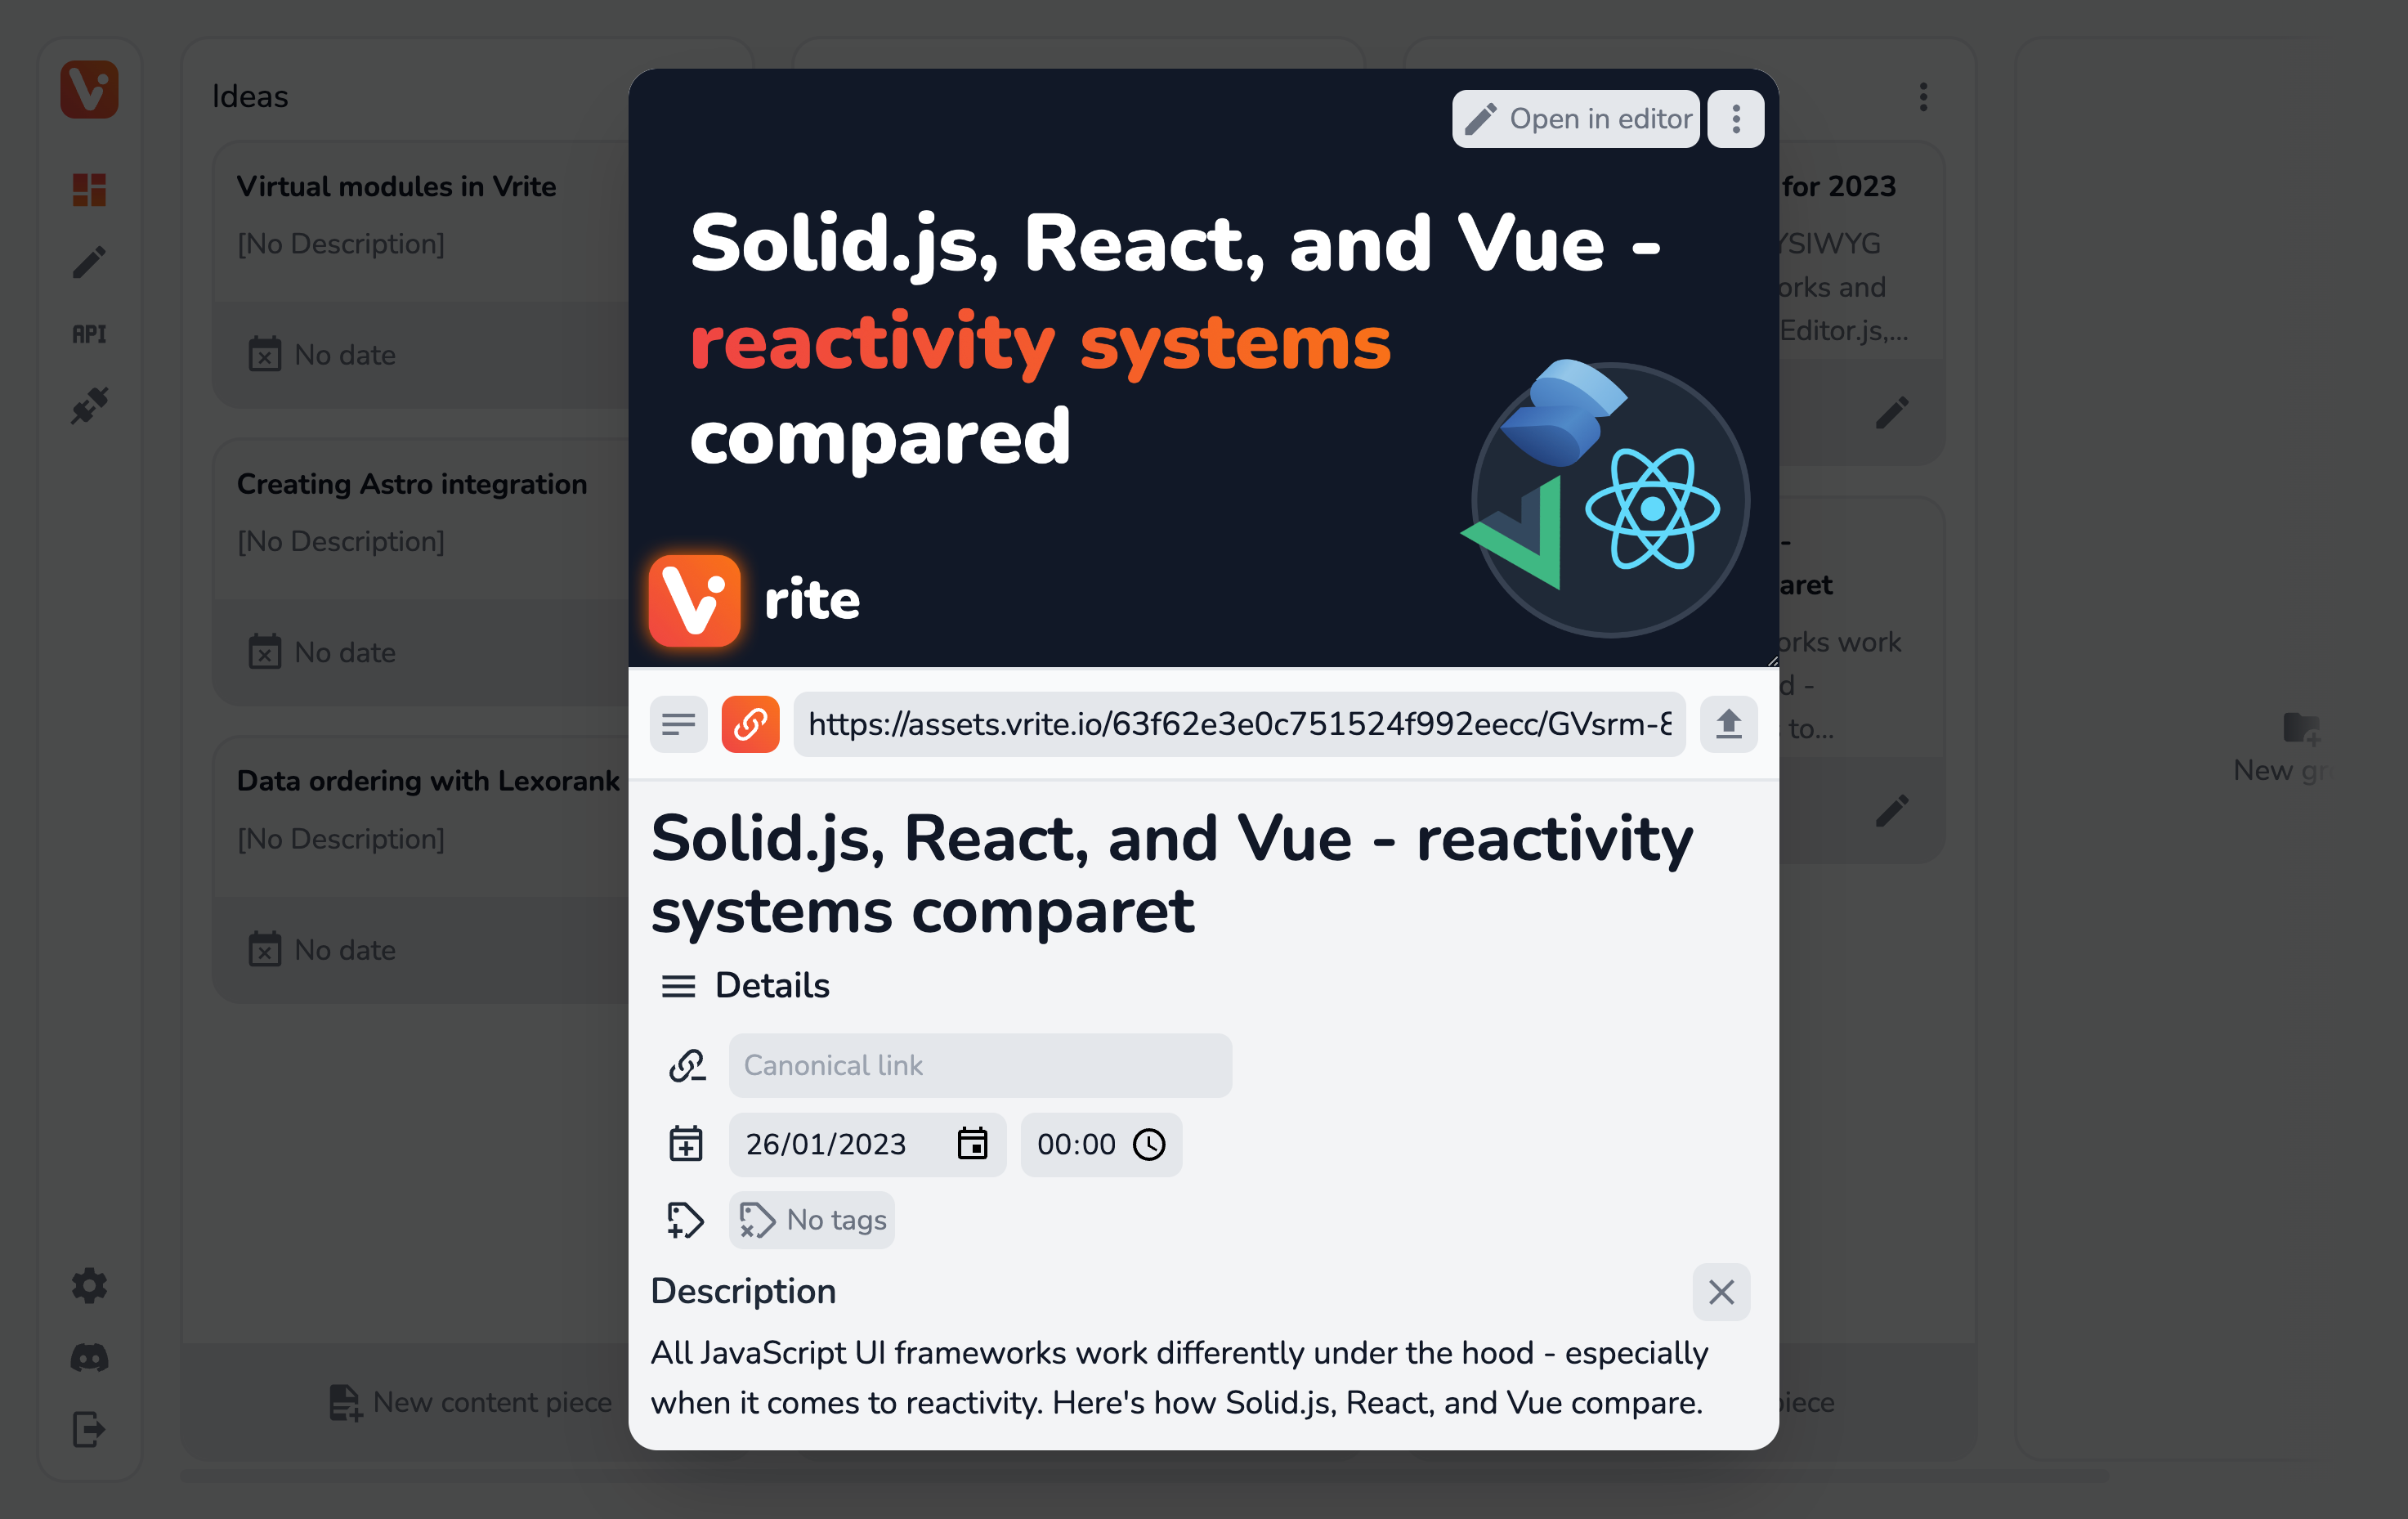 Ideas
Virtual modules in Vrite
[No Description]
No date
Creating Astro integration
[No Description]
No date
Data ordering with Lexorank
[No Description]
No date
New content piece
API
Open in editor
Solid.js, React, and Vue -
reactivity systems
compared
rite
https://assets.vrite.io/63f62e3e0c751524f992eecc/GVsrm-8
Solid.js, React, and Vue - reactivity
systems comparet
Details
Canonical link
26/01/2023
00:00
No tags
Description
All JavaScript UI frameworks work differently under the hood - especially
when it comes to reactivity. Here's how Solid.js, React, and Vue compare.
for 2023
YSIWYG
orks and
Editor.js,...
-
aret
orks work
d -
to...
piece
New gr